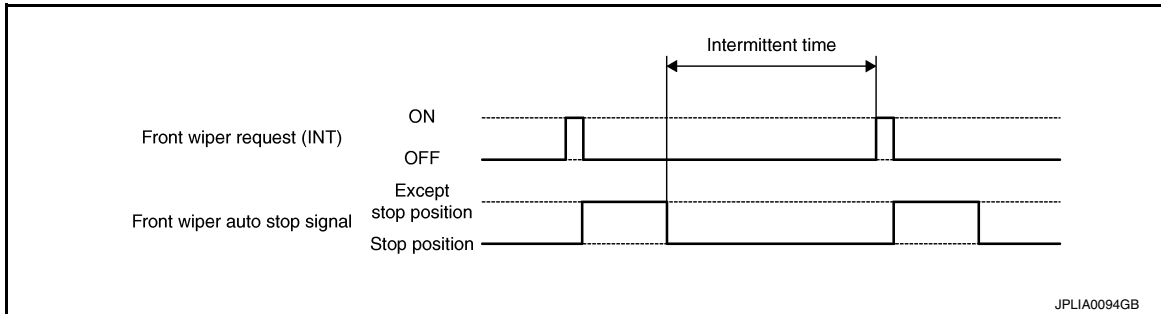 Intermittent time
Front wiper request (INT)
ON
OFF
Front wiper auto stop signal
Except
stop position
Stop position
JPLIA0094GB